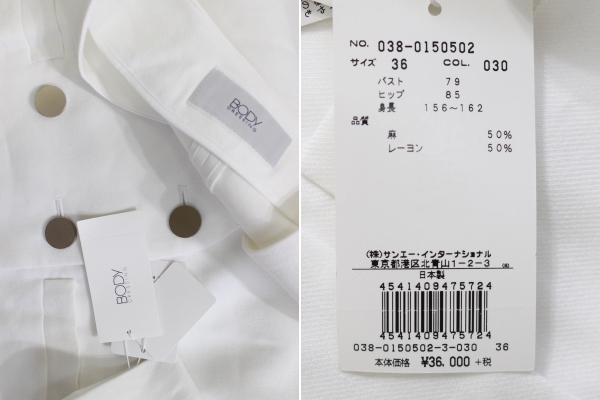 BODY
DRESSING
BODY
DRESSING
NO. 038-0150502
サイズ 36 COL. 030
バスト 79
ヒップ 85
身長 156～162
品質
麻 50%
レーヨン 50%
(株)サンエー・インターナショナル
東京都港区北青山1-2-3
日本製
4541409475724
4541409475724
038-0150502-3-030 36
本体価格 ¥36,000 +税